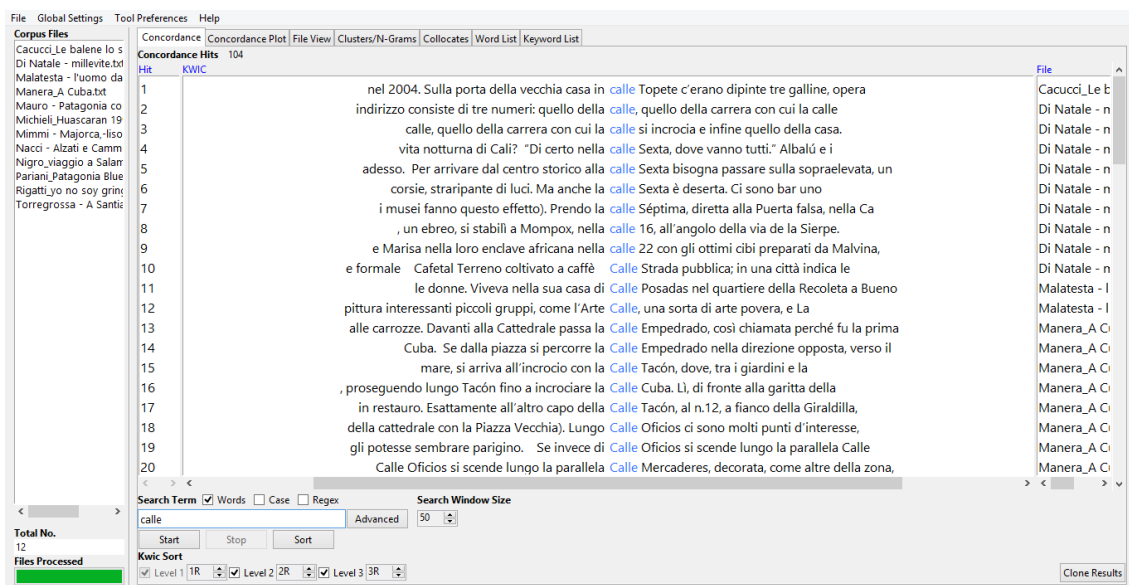 File Global Settings Tool Preferences Help
Corpus Files
Cacucci_Le balene lo s
Di Natale - millevite.txt
Malatesta - l'uomo da
Manera_A Cuba.txt
Mauro - Patagonia co
Michieli_Huascaran 19
Mimmi - Majorca,-liso
Nacci - Alzati e Camm
Nigro_viaggio a Salam
Pariani_Patagonia Blue
Rigatti_yo no soy gring
Torregrossa - A Santia
Total No.
12
Files Processed
Concordance Concordance Plot File View Clusters/N-Grams Collocates Word List Keyword List
Concordance Hits 104
Hit KWIC File
1 nel 2004. Sulla porta della vecchia casa in calle Topete c'erano dipinte tre galline, opera Cacucci_Le b
2 indirizzo consiste di tre numeri: quello della calle, quello della carrera con cui la calle Di Natale - m
3 calle, quello della carrera con cui la calle si incrocia e infine quello della casa. Di Natale - m
4 vita notturna di Cali? “Di certo nella calle Sexta, dove vanno tutti.” Albalú e i Di Natale - m
5 adesso. Per arrivare dal centro storico alla calle Sexta bisogna passare sulla sopraelevata, un Di Natale - m
6 corsie, straripante di luci. Ma anche la calle Sexta è deserta. Ci sono bar uno Di Natale - m
7 i musei fanno questo effetto). Prendo la calle Séptima, diretta alla Puerta falsa, nella Ca Di Natale - m
8 , un ebreo, si stabilì a Mompox, nella calle 16, all'angolo della via de la Sierpe. Di Natale - m
9 e Marisa nella loro enclave africana nella calle 22 con gli ottimi cibi preparati da Malvina, Di Natale - m
10 e formale Cafetal Terreno coltivato a caffè Calle Strada pubblica; in una città indica le Di Natale - m
11 le donne. Viveva nella sua casa di Calle Posadas nel quartiere della Recoleta a Bueno Malatesta - l
12 pittura interessanti piccoli gruppi, come l'Arte Calle, una sorta di arte povera, e La Malatesta - l
13 alle carrozze. Davanti alla Cattedrale passa la Calle Empedrado, così chiamata perché fu la prima Manera_A Cu
14 Cuba. Se dalla piazza si percorre la Calle Empedrado nella direzione opposta, verso il Manera_A Cu
15 mare, si arriva all'incrocio con la Calle Tacón, dove, tra i giardini e la Manera_A Cu
16 , proseguendo lungo Tacón fino a incrociare la Calle Cuba. Lì, di fronte alla garitta della Manera_A Cu
17 in restauro. Esattamente all'altro capo della Calle Tacón, al n.12, a fianco della Giraldilla, Manera_A Cu
18 della cattedrale con la Piazza Vecchia). Lungo Calle Oficios ci sono molti punti d'interesse, Manera_A Cu
19 gli potesse sembrare parigino. Se invece di Calle Oficios si scende lungo la parallela Calle Manera_A Cu
20 Calle Oficios si scende lungo la parallela Calle Mercaderes, decorata, come altre della zona, Manera_A Cu
Search Term Words Case Regex Search Window Size
calle Advanced 50
Start Stop Sort
Kwic Sort
Level 1 1R Level 2 2R Level 3 3R Clone Results